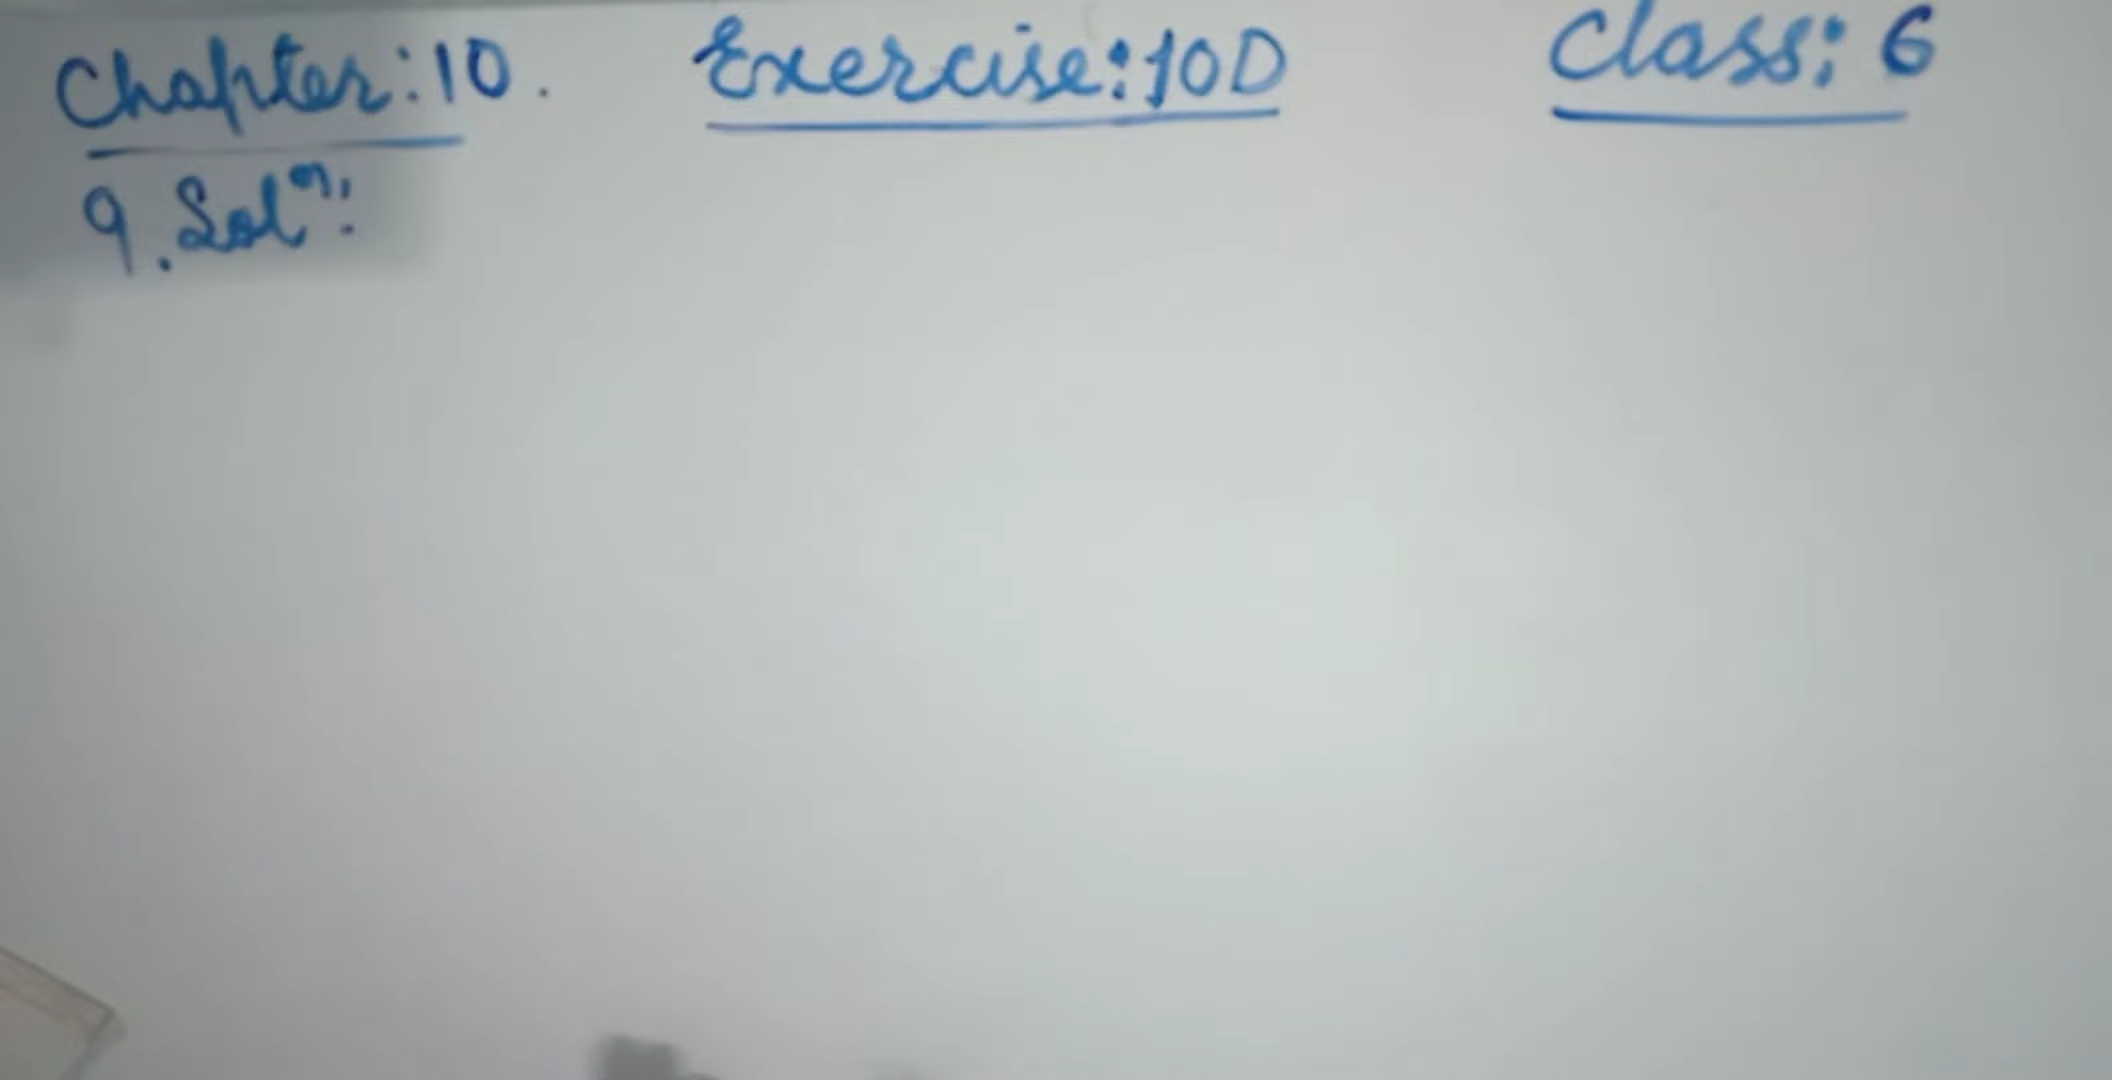 Chapter:10. Exercise:10D Class: 6
9. Solⁿ: